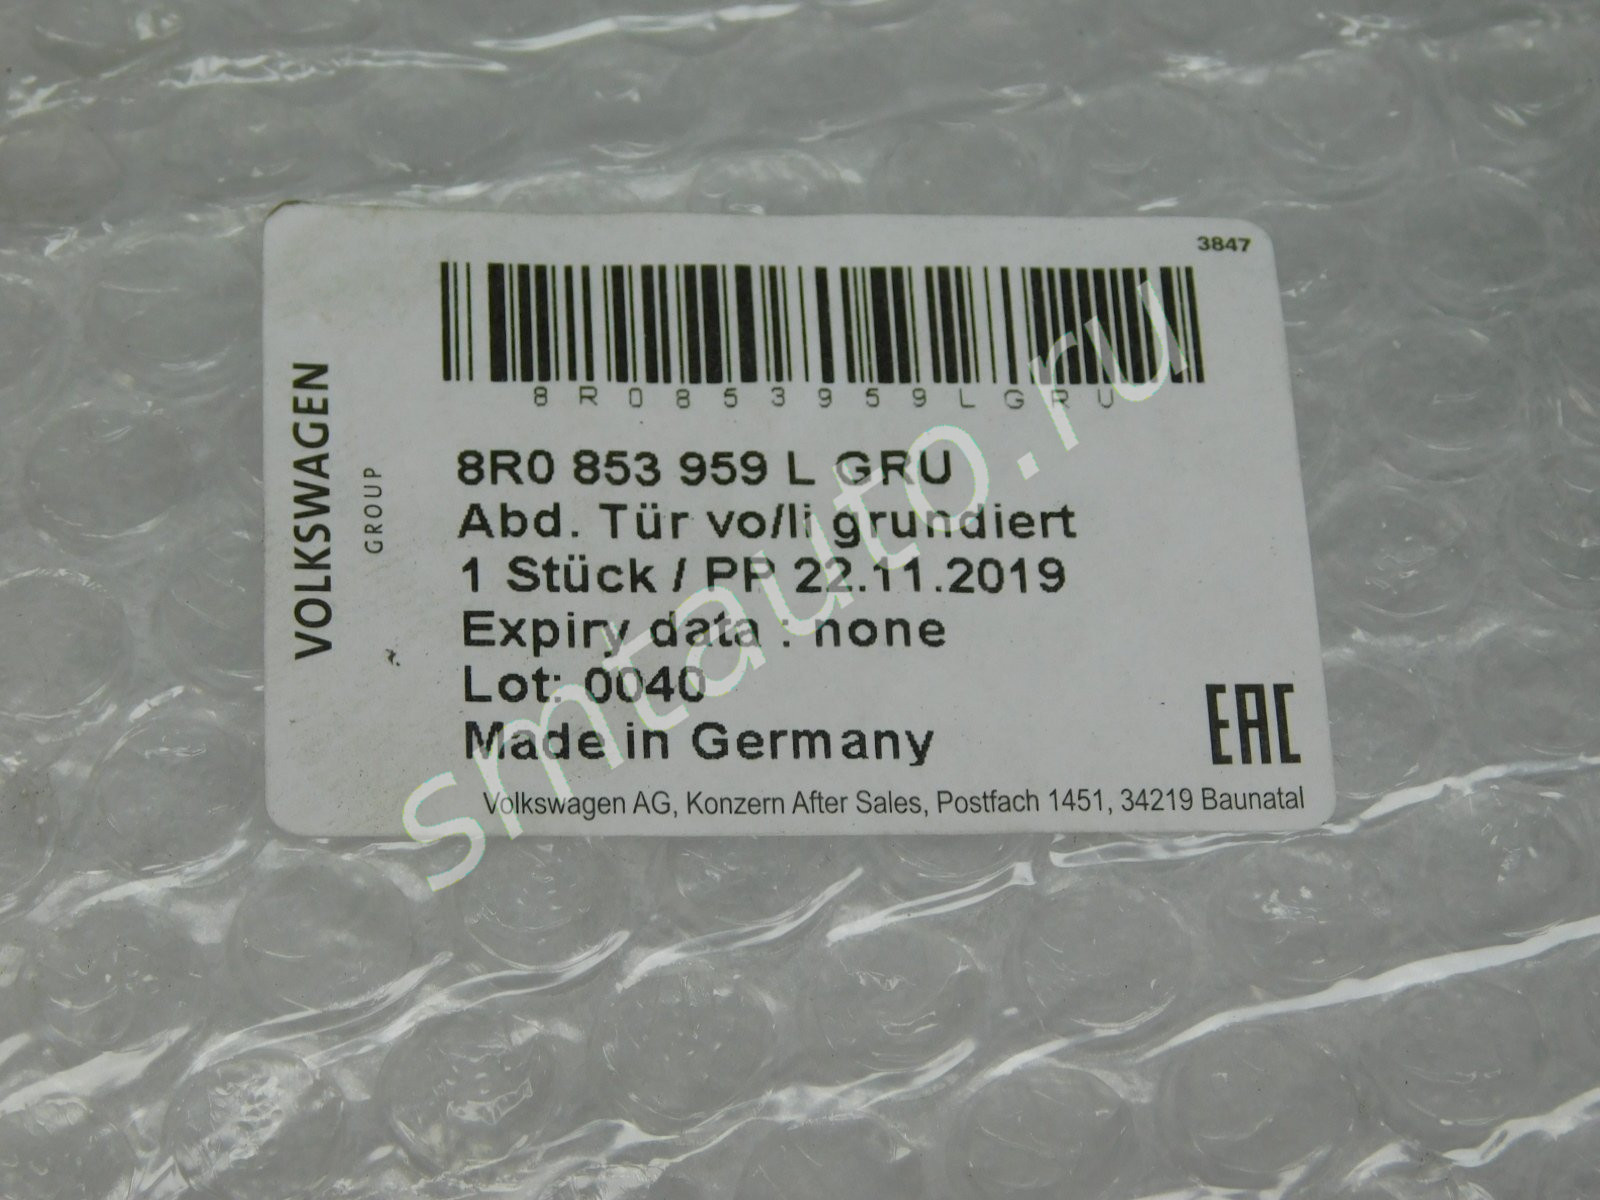 3847
8R0853959LGRU
VOLKSWAGEN
GROUP
8R0 853 959 L GRU
Abd. Tür vo/li grundiert
1 Stück / PP 22.11.2019
Expiry data : none
Lot: 0040
Made in Germany
EAC
Volkswagen AG, Konzern After Sales, Postfach 1451, 34219 Baunatal
smtauto.ru